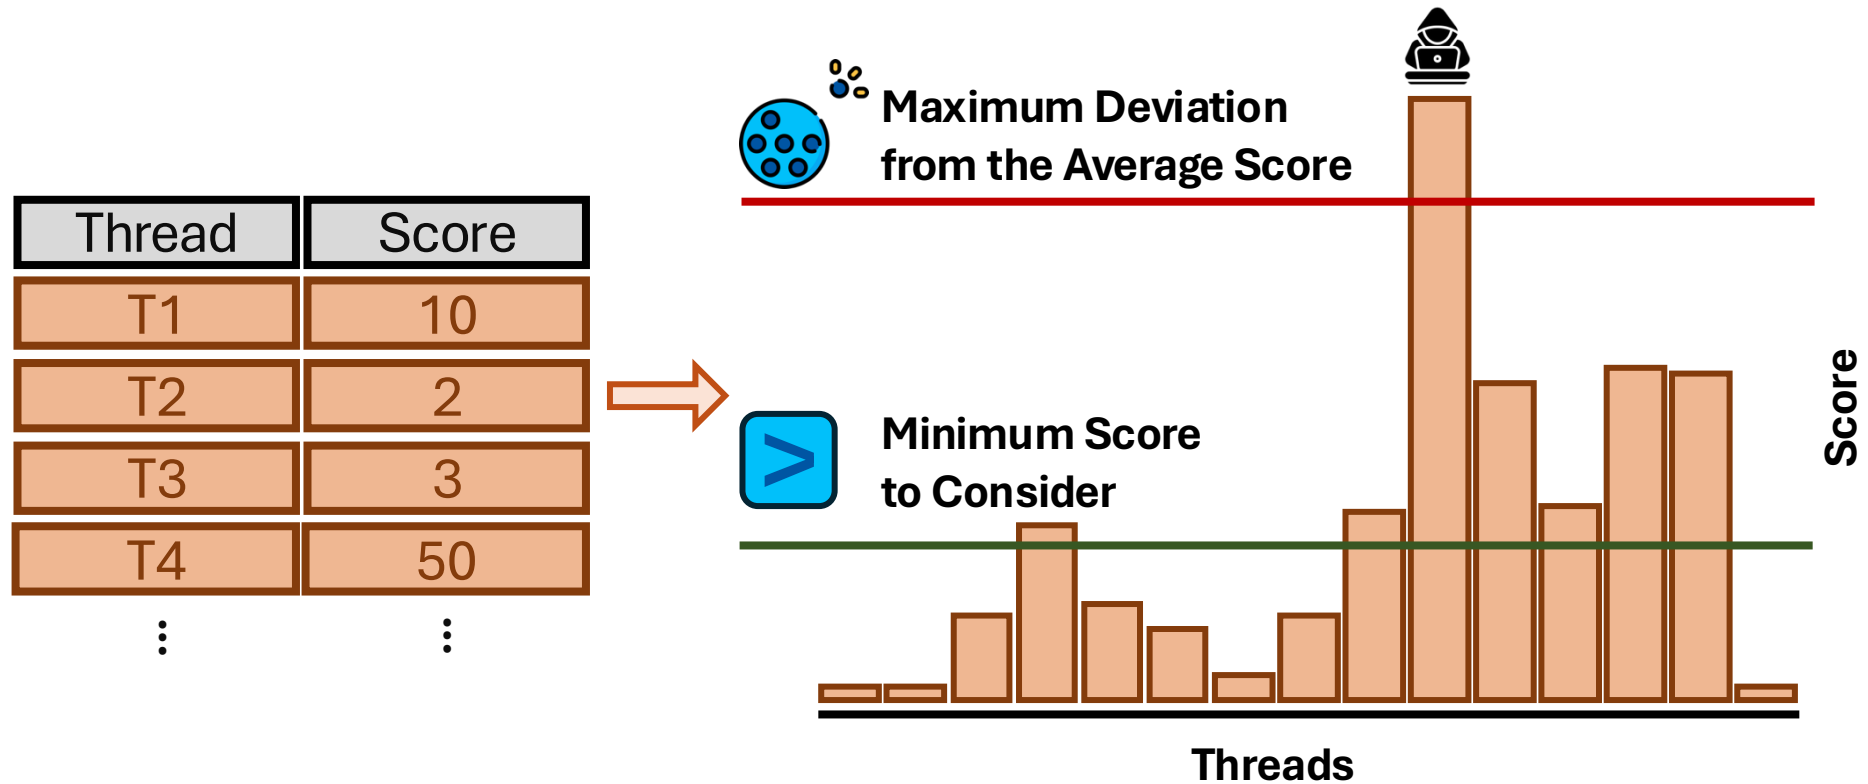 Thread Score
T1 10
T2 2
T3 3
T4 50
⋮ ⋮
Maximum Deviation
from the Average Score
>
Minimum Score
to Consider
Score
Threads